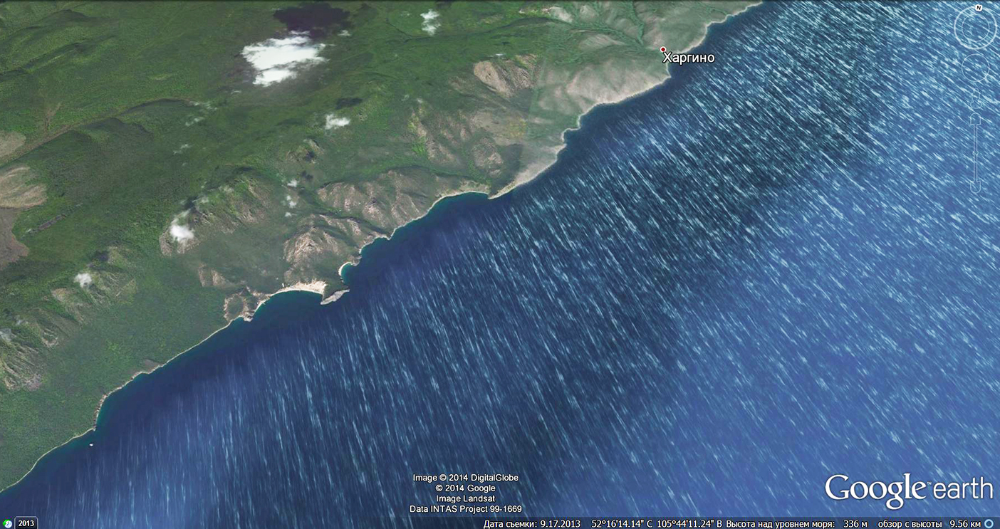 N
Харгино
Image © 2014 DigitalGlobe
© 2014 Google
Image Landsat
Data INTAS Project 99-1669
Google earth
2013
Дата съемки: 9.17.2013 52°16'14.14" С 105°44'11.24" В Высота над уровнем моря: 336 м обзор с высоты 9.56 км